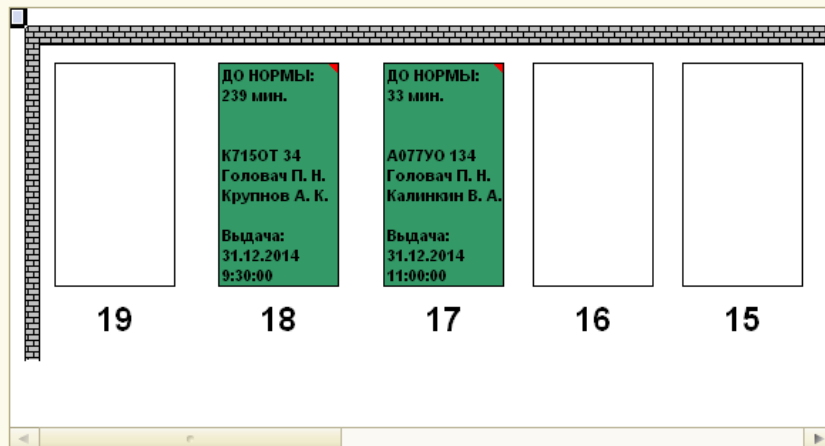 ДО НОРМЫ:
239 мин.
К715ОТ 34
Головач П. Н.
Крупнов А. К.
Выдача:
31.12.2014
9:30:00
ДО НОРМЫ:
33 мин.
А077УО 134
Головач П. Н.
Калинкин В. А.
Выдача:
31.12.2014
11:00:00
19
18
17
16
15